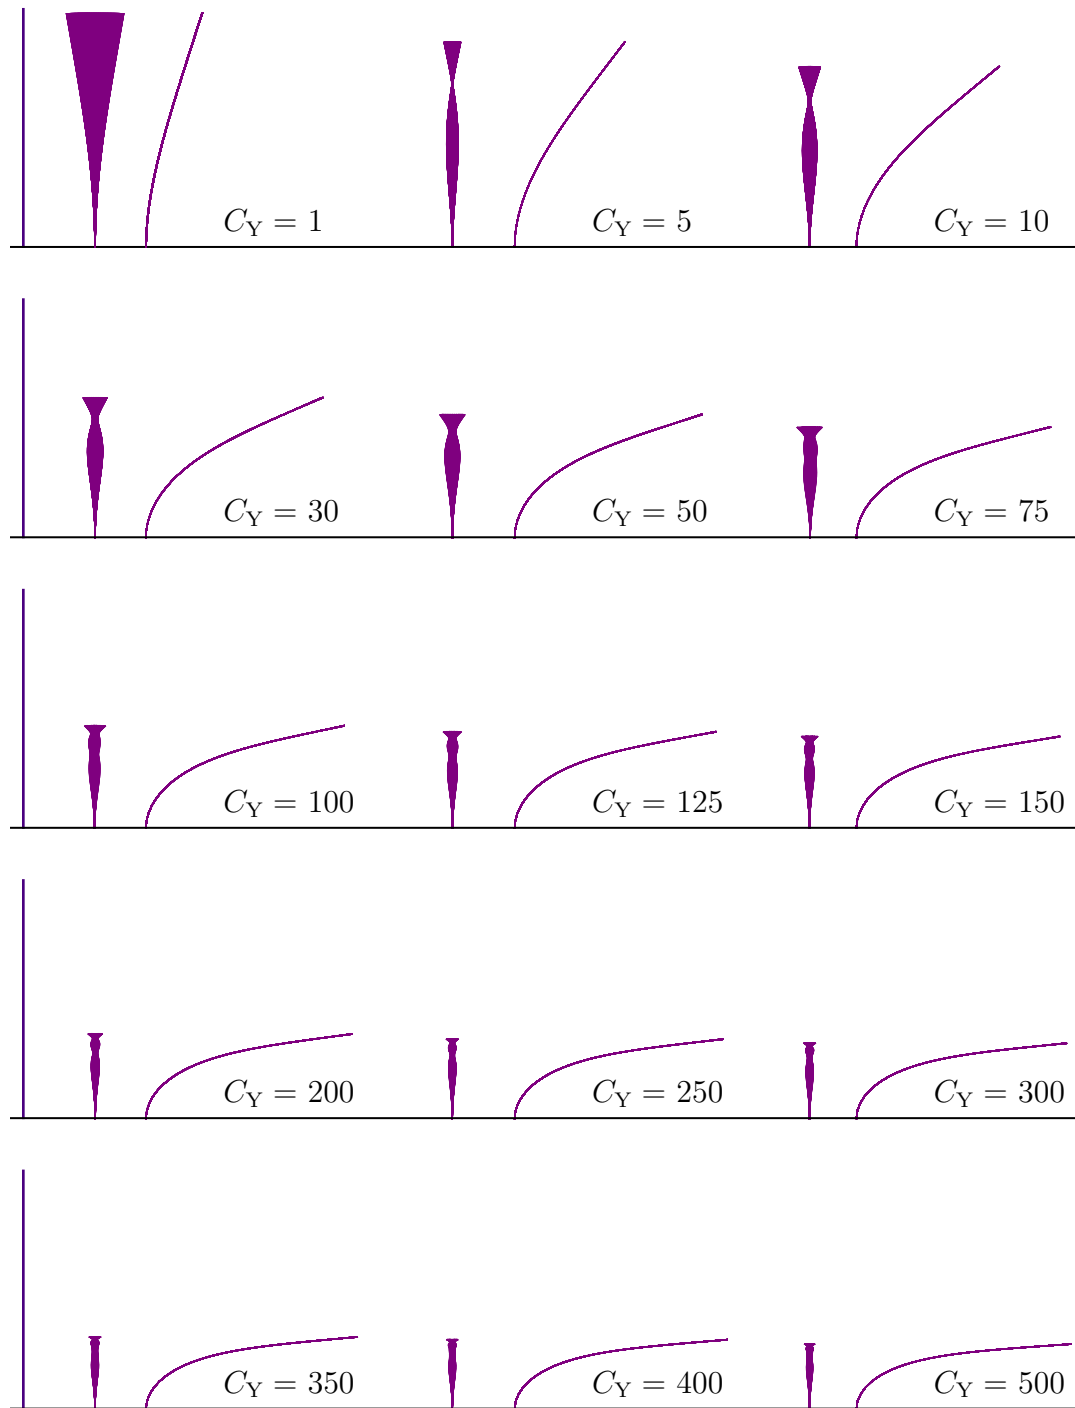 C_Y = 1
C_Y = 5
C_Y = 10
C_Y = 30
C_Y = 50
C_Y = 75
C_Y = 100
C_Y = 125
C_Y = 150
C_Y = 200
C_Y = 250
C_Y = 300
C_Y = 350
C_Y = 400
C_Y = 500